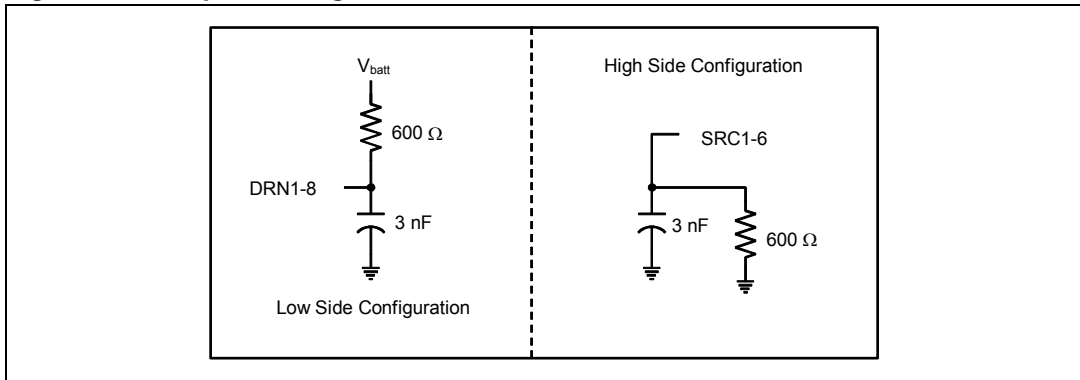 V_batt
600 Ω
DRN1-8
3 nF
Low Side Configuration
High Side Configuration
SRC1-6
3 nF
600 Ω